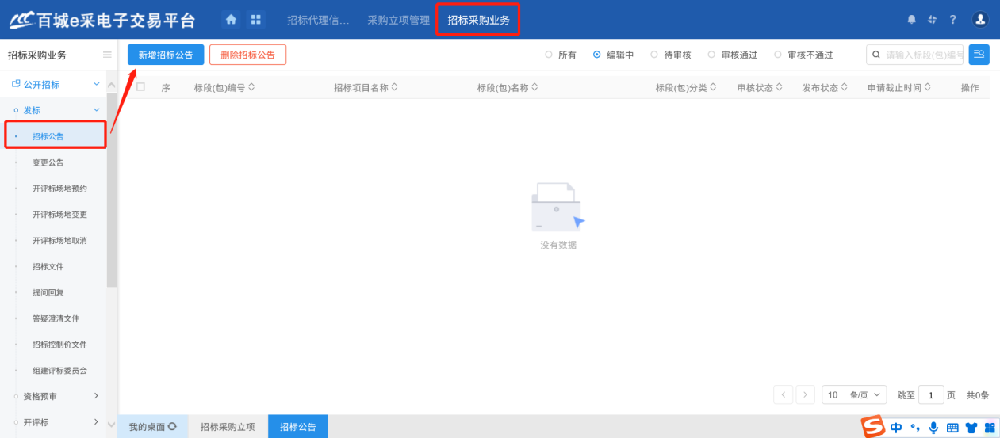 百城e采电子交易平台
招标代理信... 采购立项管理 招标采购业务
招标采购业务
新增招标公告 删除招标公告 所有 编辑中 待审核 审核通过 审核不通过 请输入标段(包)编号
公开招标
序 标段(包)编号 招标项目名称 标段(包)名称 标段(包)分类 审核状态 发布状态 申请截止时间 操作
发标
招标公告
变更公告
开评标场地预约
开评标场地变更
开评标场地取消
没有数据
招标文件
提问回复
答疑澄清文件
招标控制价文件
组建评标委员会
资格预审
10 条/页 跳至 1 页 共0条
开评标
我的桌面 招标采购立项 招标公告
中